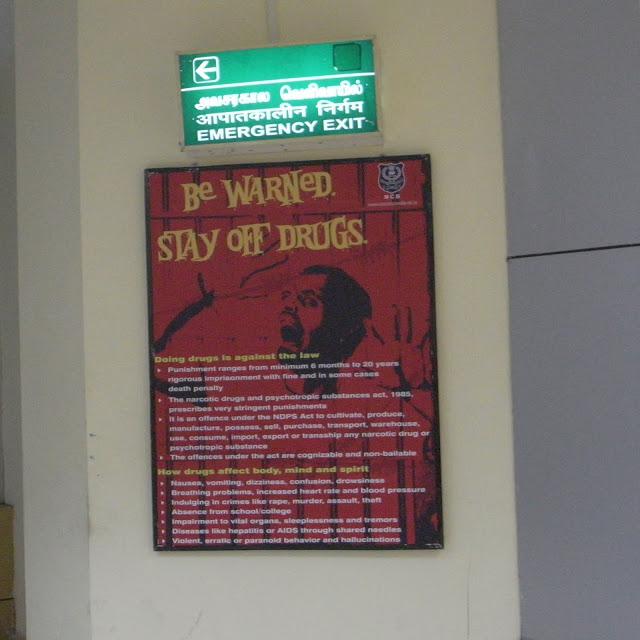 அவசரகால வெளிவாயில்
आपातकालीन निर्गम
EMERGENCY EXIT
Be WARNeD.
STAY OFF DRUGS.
NCB
Doing drugs is against the law
Punishment ranges from minimum 6 months to 20 years
rigorous imprisonment with fine and in some cases
death penalty
The narcotic drugs and psychotropic substances act, 1985,
prescribes very stringent punishments
It is an offence under the NDPS Act to cultivate, produce,
manufacture, possess, sell, purchase, transport, warehouse,
use, consume, import, export or transship any narcotic drug or
psychotropic substance
The offences under the act are cognizable and non-bailable
How drugs affect body, mind and spirit
Nausea, vomiting, dizziness, confusion, drowsiness
Breathing problems, increased heart rate and blood pressure
Indulging in crimes like rape, murder, assault, theft
Absence from school/college
Impairment to vital organs, sleeplessness and tremors
Diseases like hepatitis or AIDS through shared needles
Violent, erratic or paranoid behavior and hallucinations